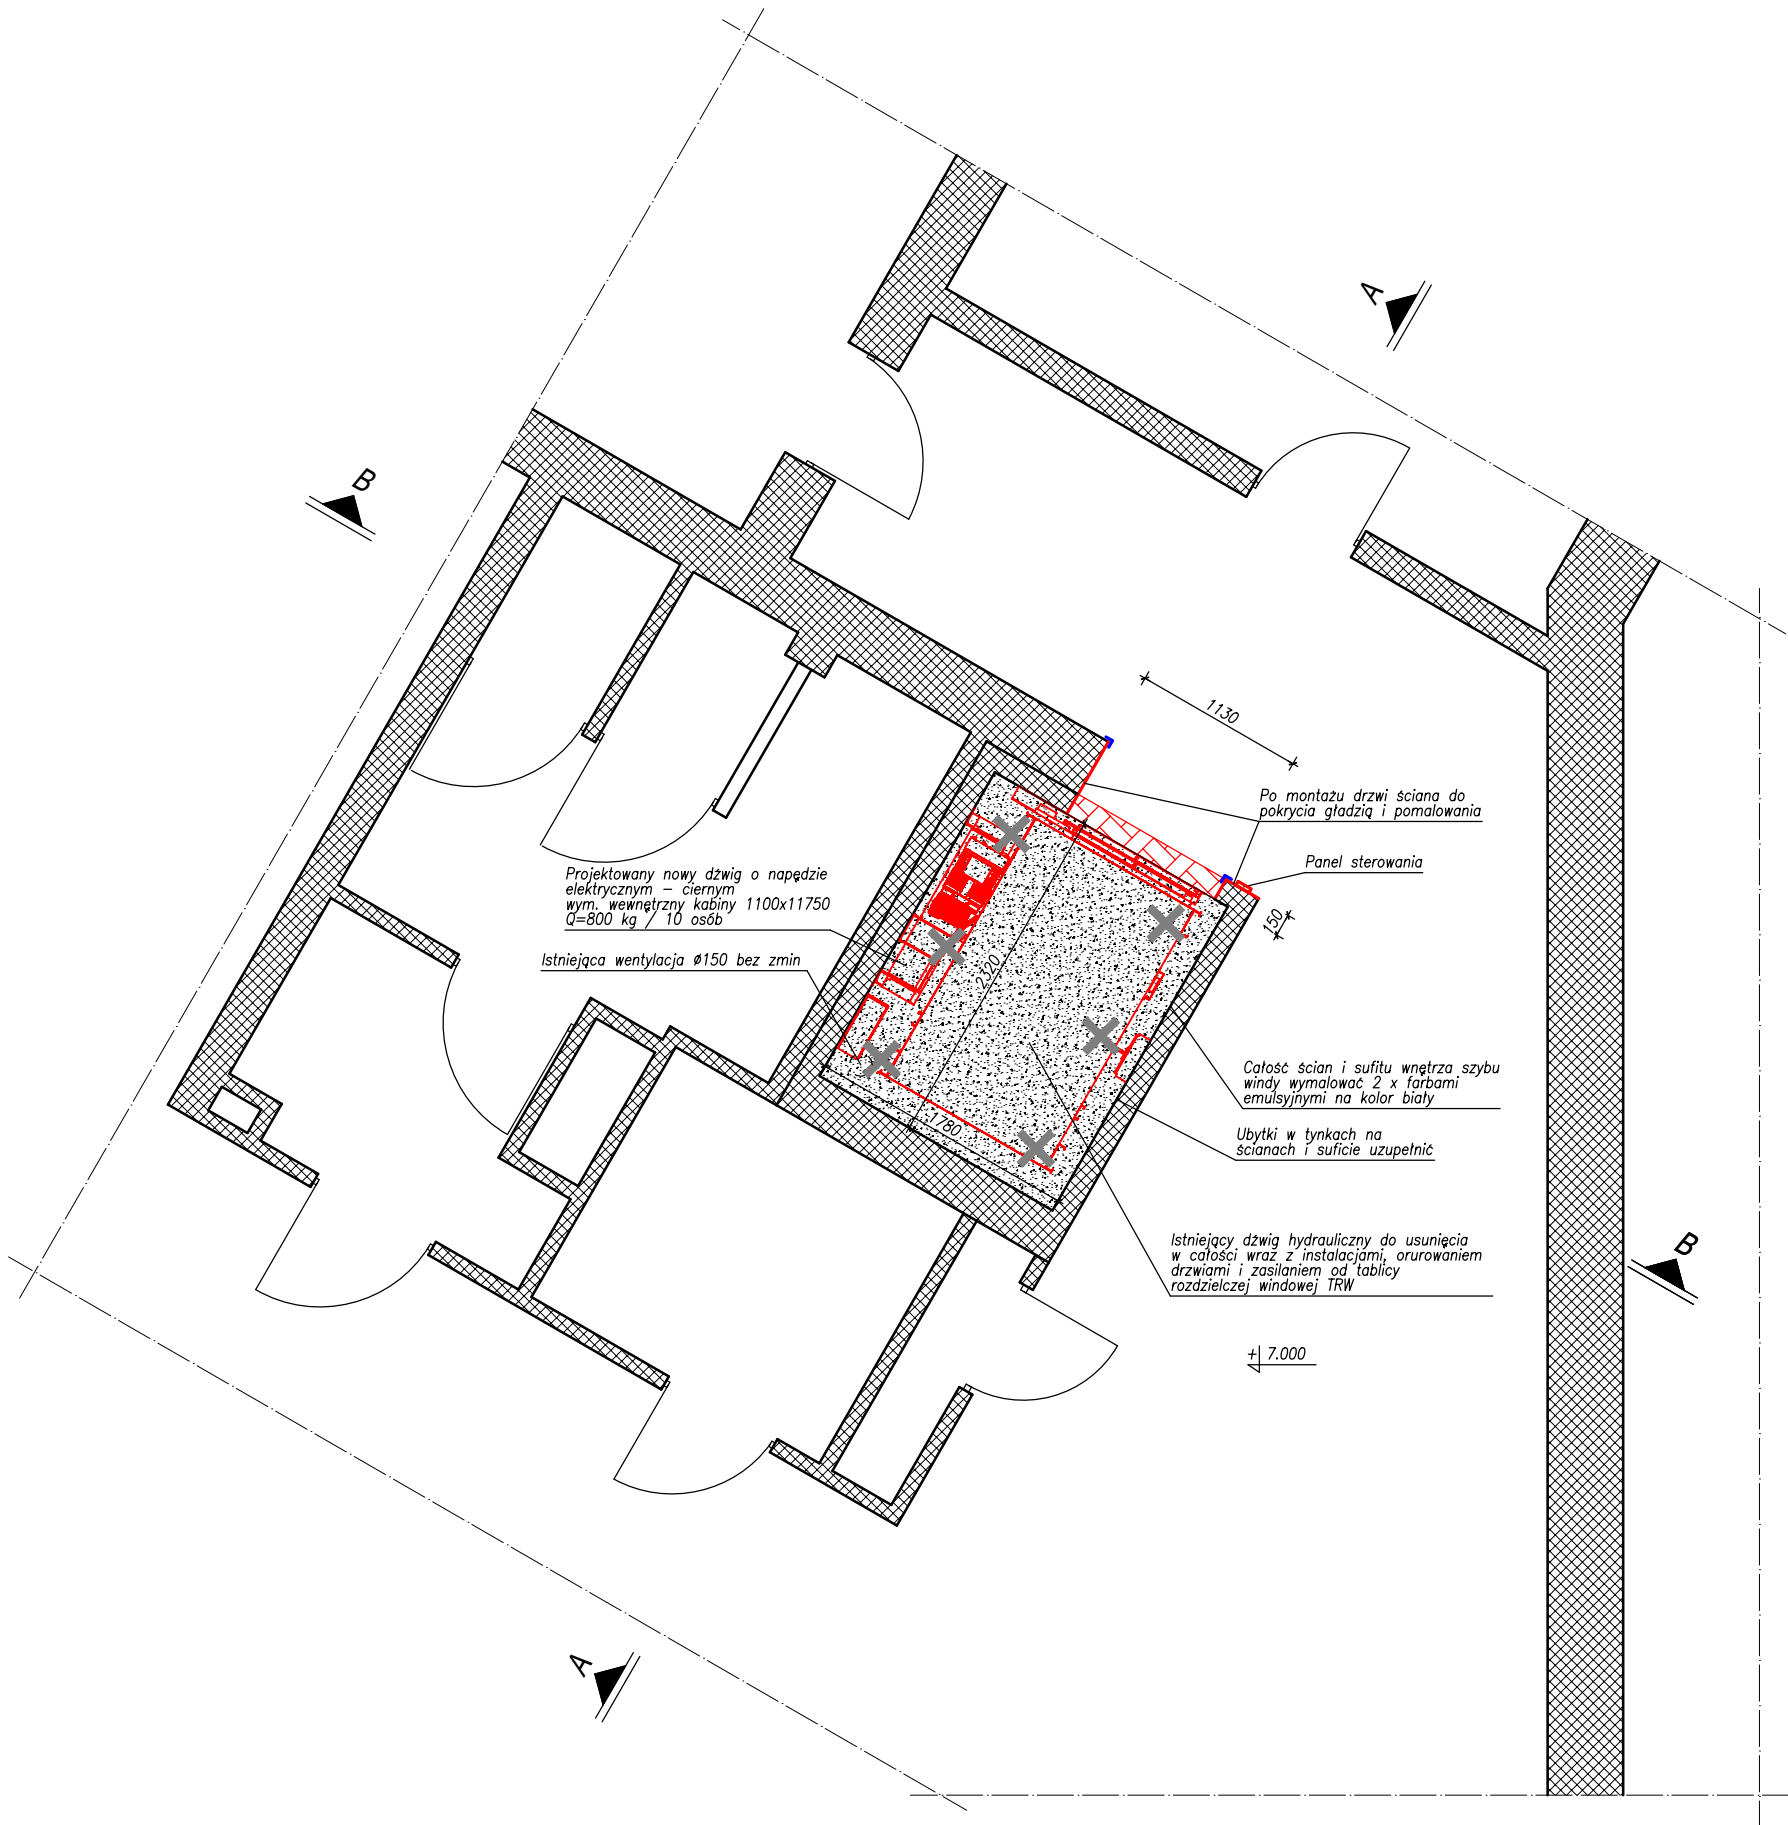 A
B
1130
Po montażu drzwi ściana do
pokrycia gładzią i pomalowania
Panel sterowania
Projektowany nowy dźwig o napędzie
elektrycznym – ciernym
wym. wewnętrzny kabiny 1100x11750
Q=800 kg / 10 osób
150
Istniejąca wentylacja ø150 bez zmin
2320
1780
Całość ścian i sufitu wnętrza szybu
windy wymalować 2 x farbami
emulsyjnymi na kolor biały
Ubytki w tynkach na
ścianach i suficie uzupełnić
Istniejący dźwig hydrauliczny do usunięcia
w całości wraz z instalacjami, orurowaniem
drzwiami i zasilaniem od tablicy
rozdzielczej windowej TRW
B
+ 7.000
A